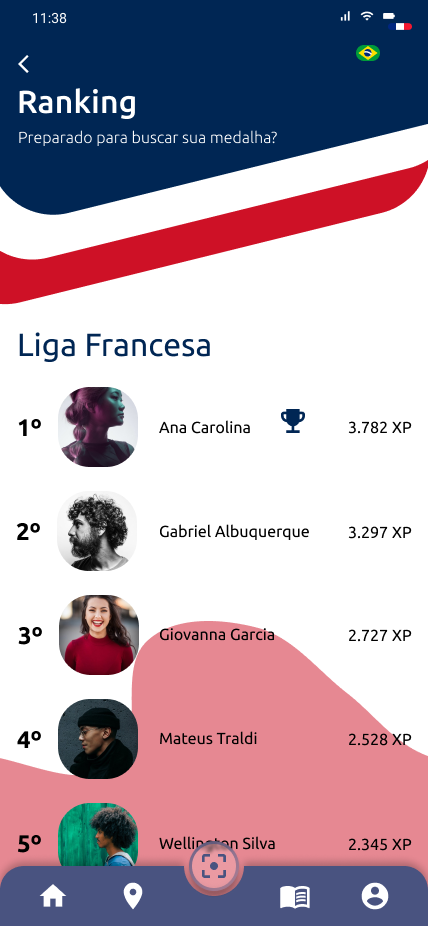 11:38
Ranking
Preparado para buscar sua medalha?
Liga Francesa
1º Ana Carolina 3.782 XP
2º Gabriel Albuquerque 3.297 XP
3º Giovanna Garcia 2.727 XP
4º Mateus Traldi 2.528 XP
5º Wellington Silva 2.345 XP